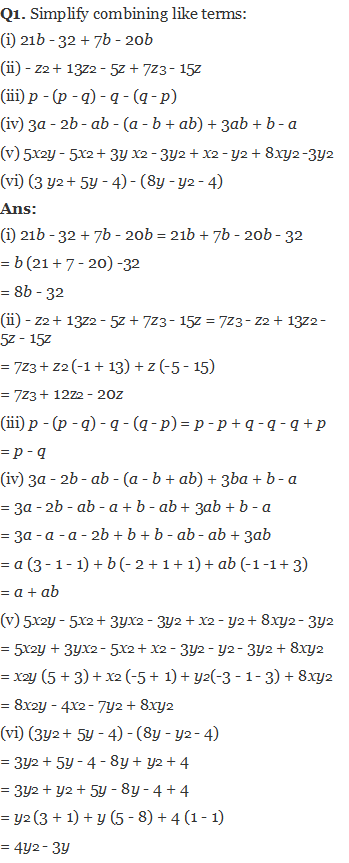 Q1. Simplify combining like terms:
(i) 21b - 32 + 7b - 20b
(ii) - z2 + 13z2 - 5z + 7z3 - 15z
(iii) p - (p - q) - q - (q - p)
(iv) 3a - 2b - ab - (a - b + ab) + 3ab + b - a
(v) 5x2y - 5x2 + 3y x2 - 3y2 + x2 - y2 + 8xy2 -3y2
(vi) (3 y2 + 5y - 4) - (8y - y2 - 4)
Ans:
(i) 21b - 32 + 7b - 20b = 21b + 7b - 20b - 32
= b (21 + 7 - 20) -32
= 8b - 32
(ii) - z2 + 13z2 - 5z + 7z3 - 15z = 7z3 - z2 + 13z2 -
5z - 15z
= 7z3 + z2 (-1 + 13) + z (-5 - 15)
= 7z3 + 12z2 - 20z
(iii) p - (p - q) - q - (q - p) = p - p + q - q - q + p
= p - q
(iv) 3a - 2b - ab - (a - b + ab) + 3ba + b - a
= 3a - 2b - ab - a + b - ab + 3ab + b - a
= 3a - a - a - 2b + b + b - ab - ab + 3ab
= a (3 - 1 - 1) + b (- 2 + 1 + 1) + ab (-1 -1 + 3)
= a + ab
(v) 5x2y - 5x2 + 3yx2 - 3y2 + x2 - y2 + 8xy2 - 3y2
= 5x2y + 3yx2 - 5x2 + x2 - 3y2 - y2 - 3y2 + 8xy2
= x2y (5 + 3) + x2 (-5 + 1) + y2(-3 - 1 - 3) + 8xy2
= 8x2y - 4x2 - 7y2 + 8xy2
(vi) (3y2 + 5y - 4) - (8y - y2 - 4)
= 3y2 + 5y - 4 - 8y + y2 + 4
= 3y2 + y2 + 5y - 8y - 4 + 4
= y2 (3 + 1) + y (5 - 8) + 4 (1 - 1)
= 4y2 - 3y